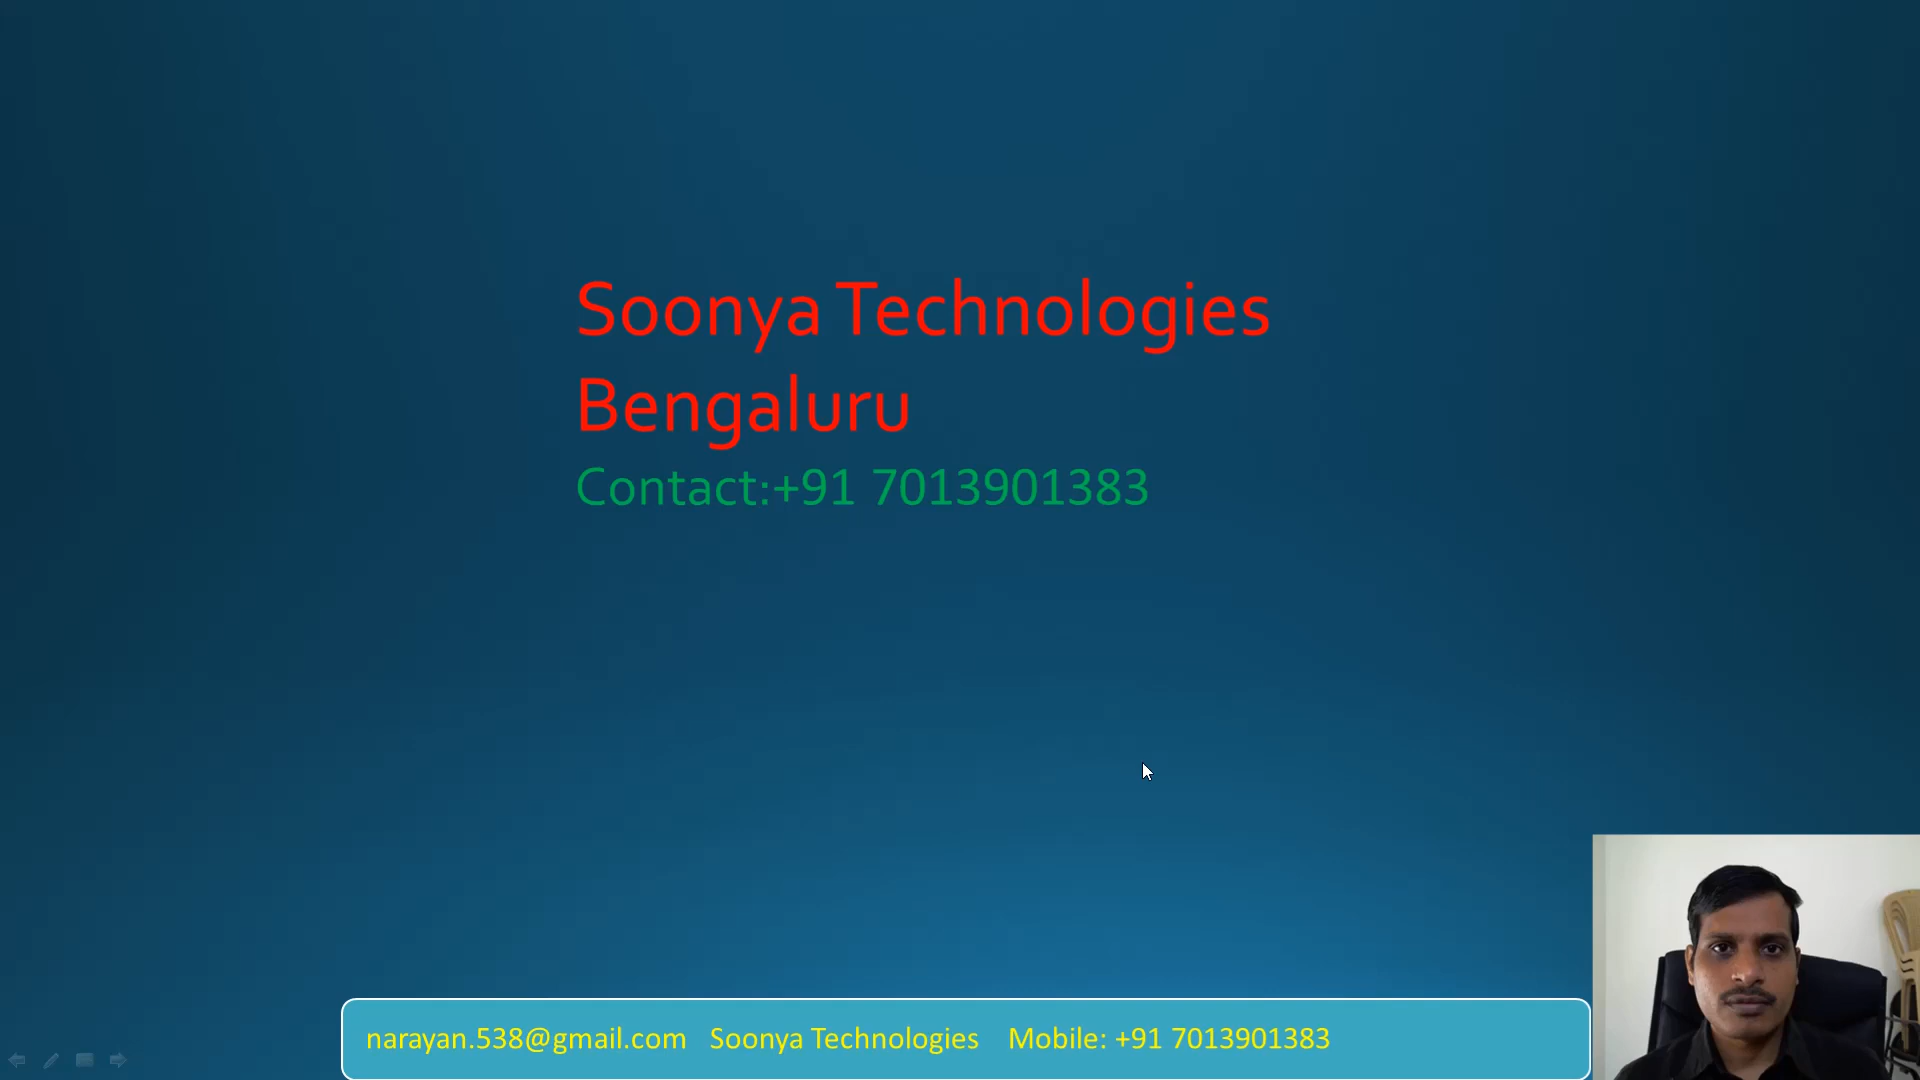 Soonya Technologies
Bengaluru
Contact:+91 7013901383
narayan.538@gmail.com Soonya Technologies Mobile: +91 7013901383